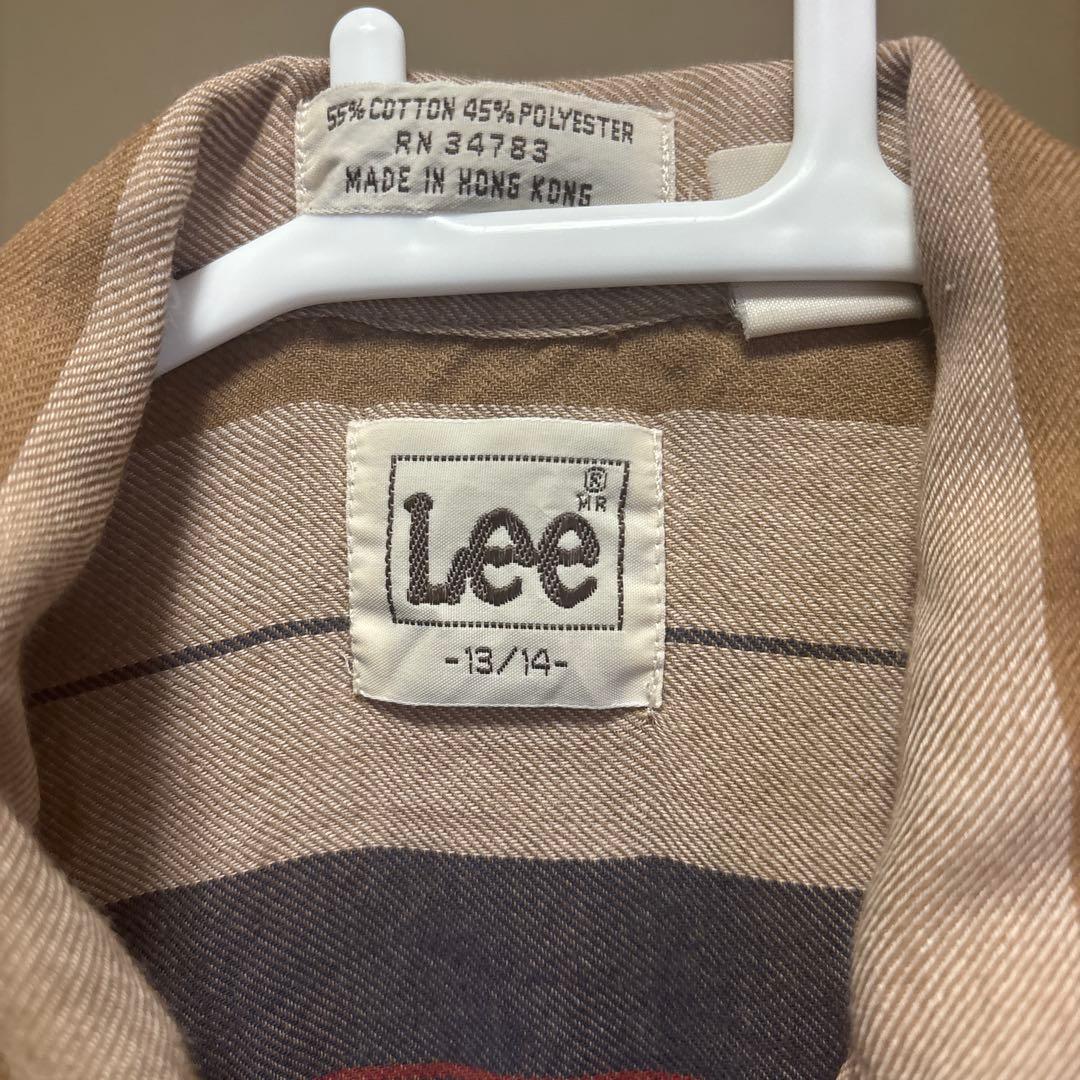 55% COTTON 45% POLYESTER
RN 34783
MADE IN HONG KONG
®
MR
Lee
-13/14-